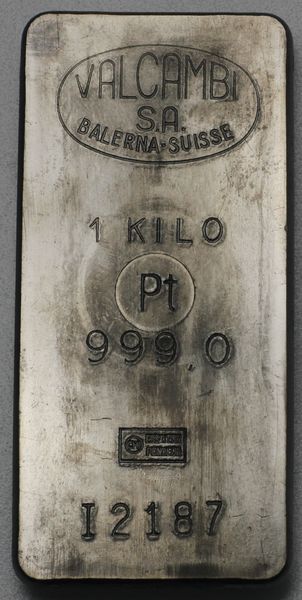 VALCAMBI
S.A.
BALERNA-SUISSE
1 KILO
Pt
999,0
I2187